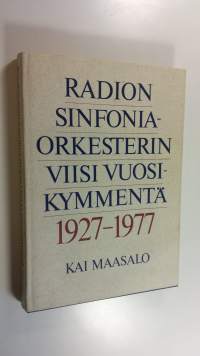 RADION
SINFONIA-
ORKESTERIN
VIISI VUOSI-
KYMMENTÄ
1927–1977
KAI MAASALO